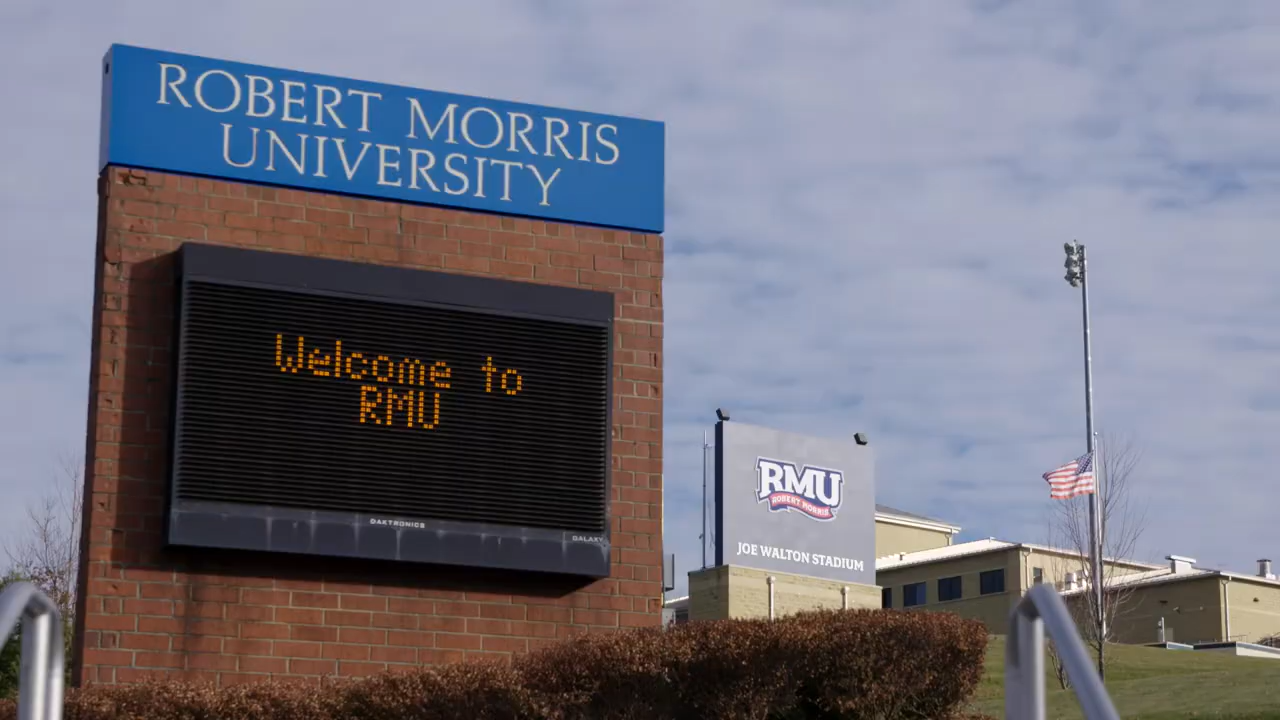 ROBERT MORRIS
UNIVERSITY
Welcome to
RMU
DAKTRONICS
GALAXY
RMU
ROBERT MORRIS
JOE WALTON STADIUM